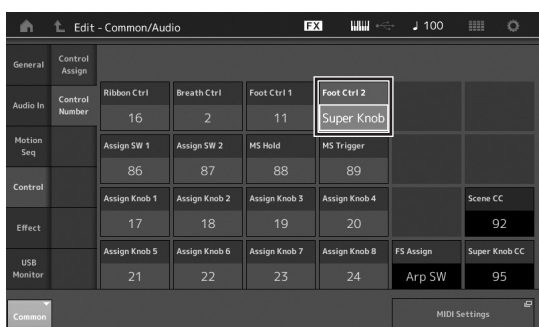 Edit - Common/Audio FX ♩ 100
General Control Assign
Audio In Control Number
Ribbon Ctrl Breath Ctrl Foot Ctrl 1 Foot Ctrl 2
16 2 11 Super Knob
Motion Seq
Assign SW 1 Assign SW 2 MS Hold MS Trigger
86 87 88 89
Control
Assign Knob 1 Assign Knob 2 Assign Knob 3 Assign Knob 4 Scene CC
17 18 19 20 92
Effect
Assign Knob 5 Assign Knob 6 Assign Knob 7 Assign Knob 8 FS Assign Super Knob CC
21 22 23 24 Arp SW 95
USB Monitor
Common MIDI Settings